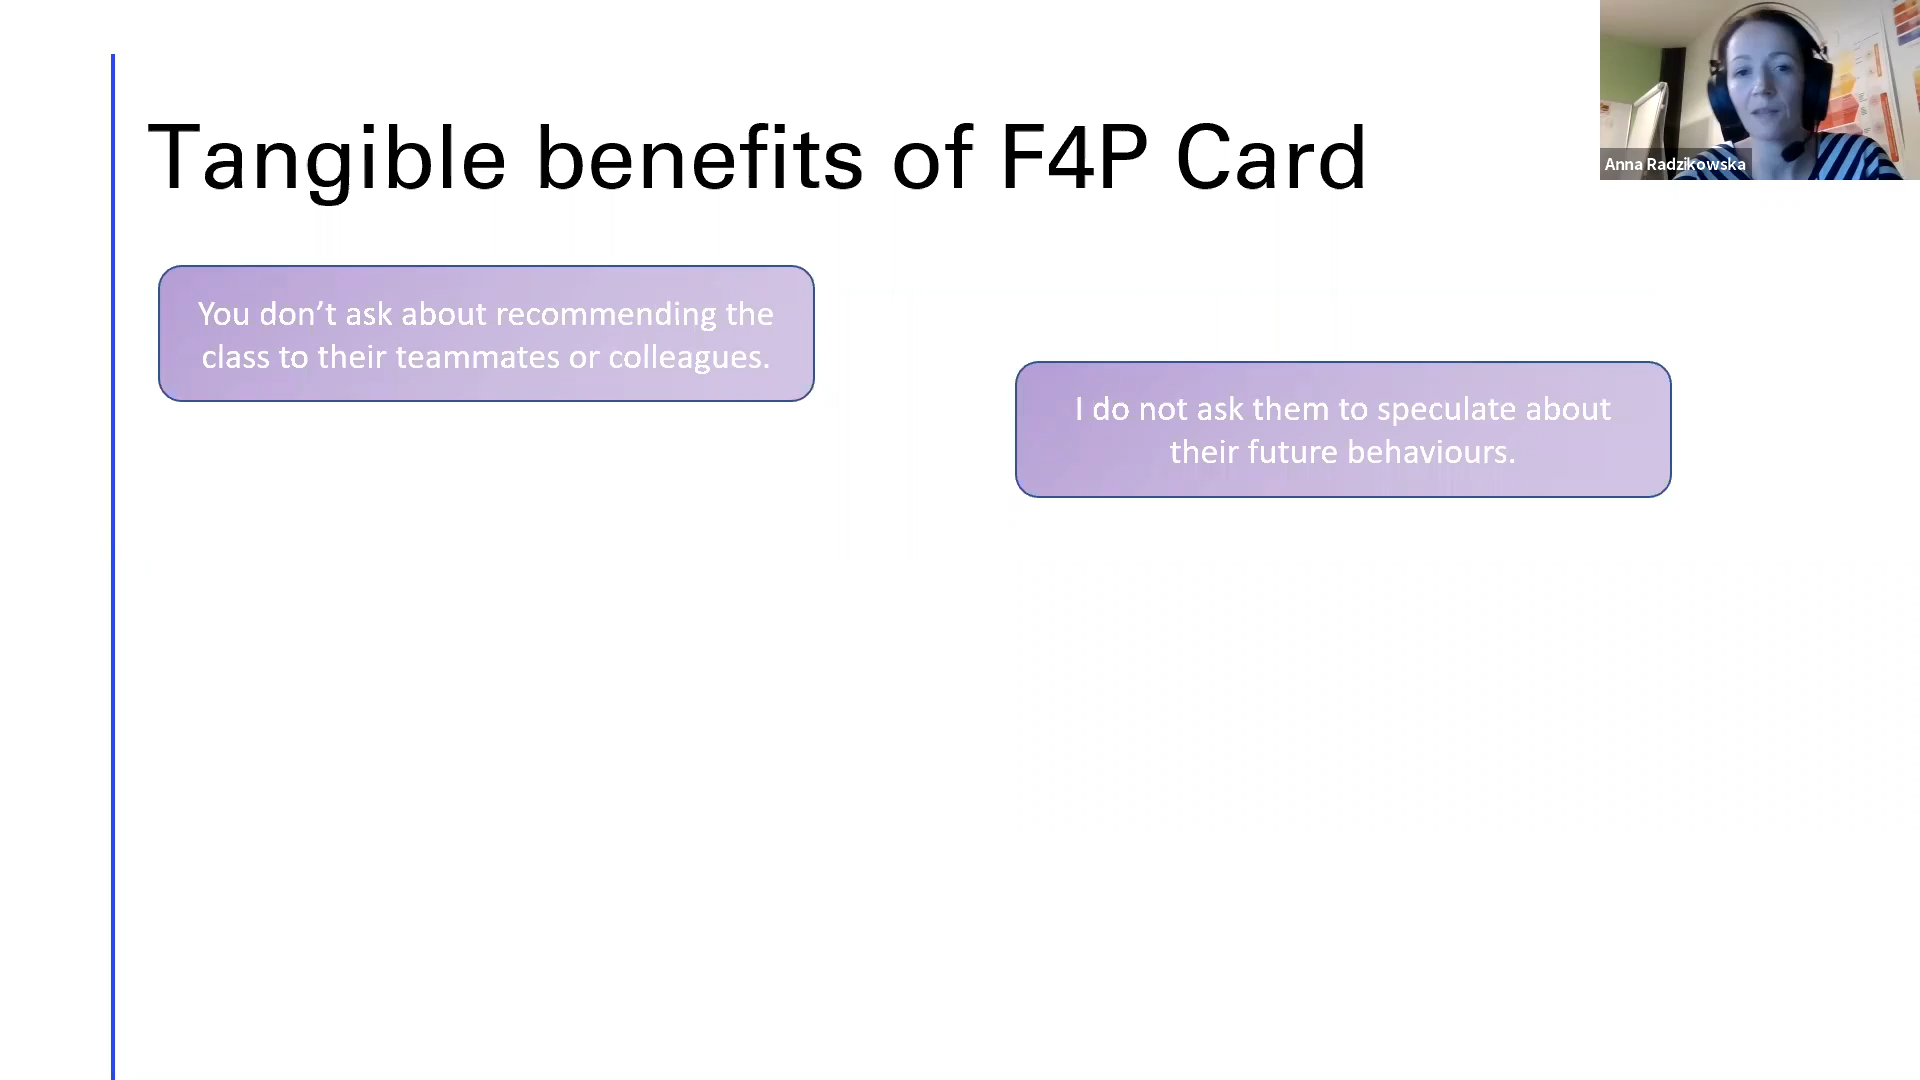 Tangible benefits of F4P Card
Anna Radzikowska
You don’t ask about recommending the
class to their teammates or colleagues.
I do not ask them to speculate about
their future behaviours.